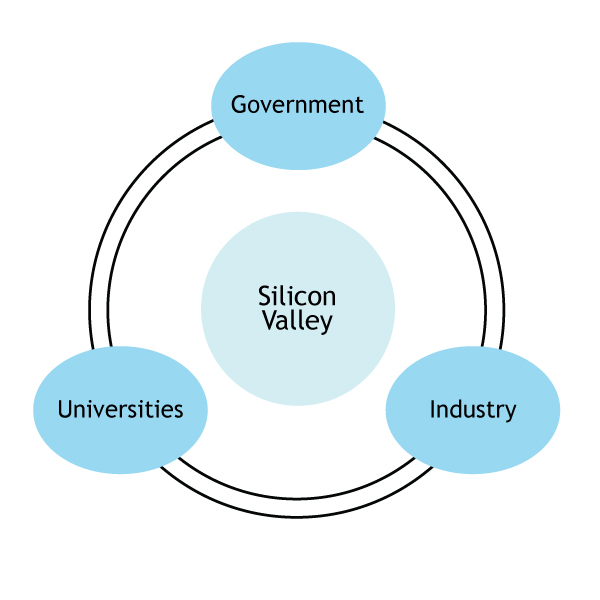 Government
Silicon
Valley
Universities
Industry